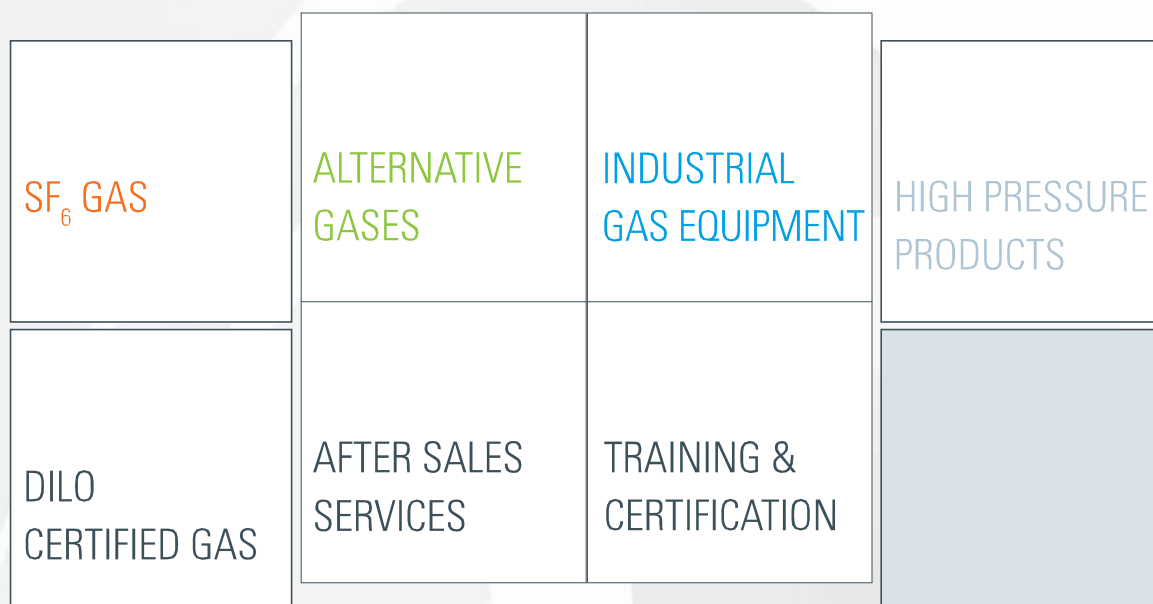 SF₆ GAS
ALTERNATIVE
GASES
INDUSTRIAL
GAS EQUIPMENT
HIGH PRESSURE
PRODUCTS
DILO
CERTIFIED GAS
AFTER SALES
SERVICES
TRAINING &
CERTIFICATION